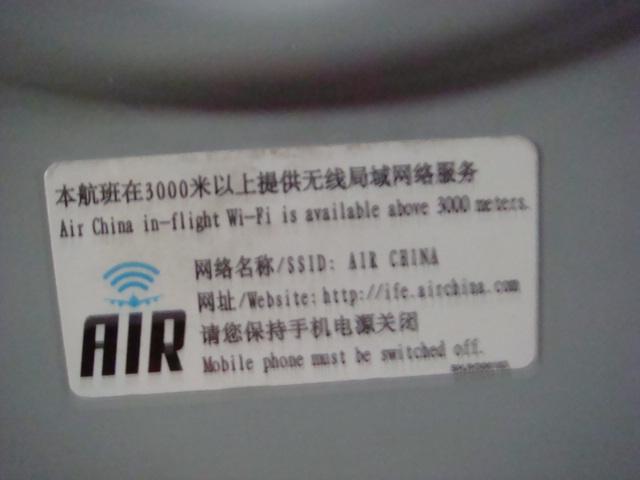 本航班在3000米以上提供无线局域网络服务
Air China in-flight Wi-Fi is available above 3000 meters.
网络名称/SSID: AIR CHINA
网址/Website: http://ife.airchina.com
请您保持手机电源关闭
Mobile phone must be switched off.
AIR